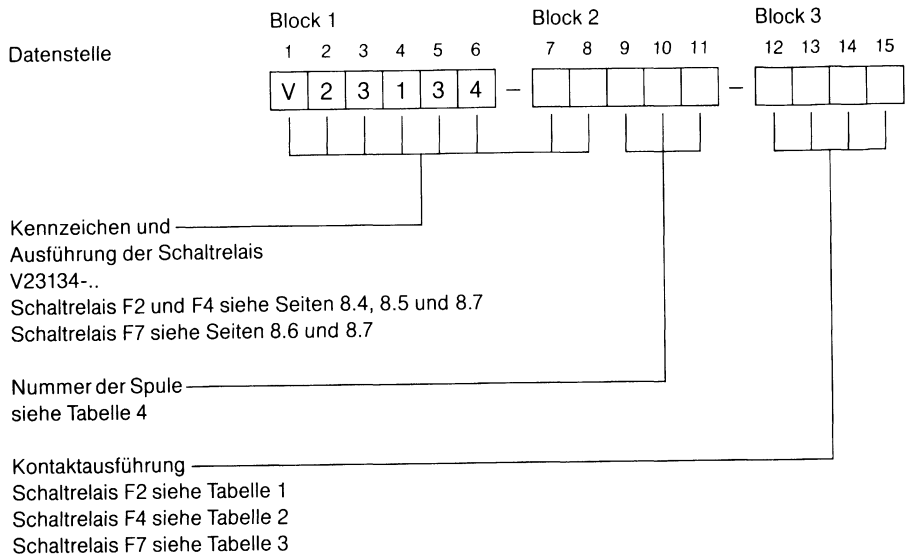 Block 1 Block 2 Block 3
Datenstelle 1 2 3 4 5 6 7 8 9 10 11 12 13 14 15
V 2 3 1 3 4 – –
Kennzeichen und
Ausführung der Schaltrelais
V23134-..
Schaltrelais F2 und F4 siehe Seiten 8.4, 8.5 und 8.7
Schaltrelais F7 siehe Seiten 8.6 und 8.7
Nummer der Spule
siehe Tabelle 4
Kontaktausführung
Schaltrelais F2 siehe Tabelle 1
Schaltrelais F4 siehe Tabelle 2
Schaltrelais F7 siehe Tabelle 3